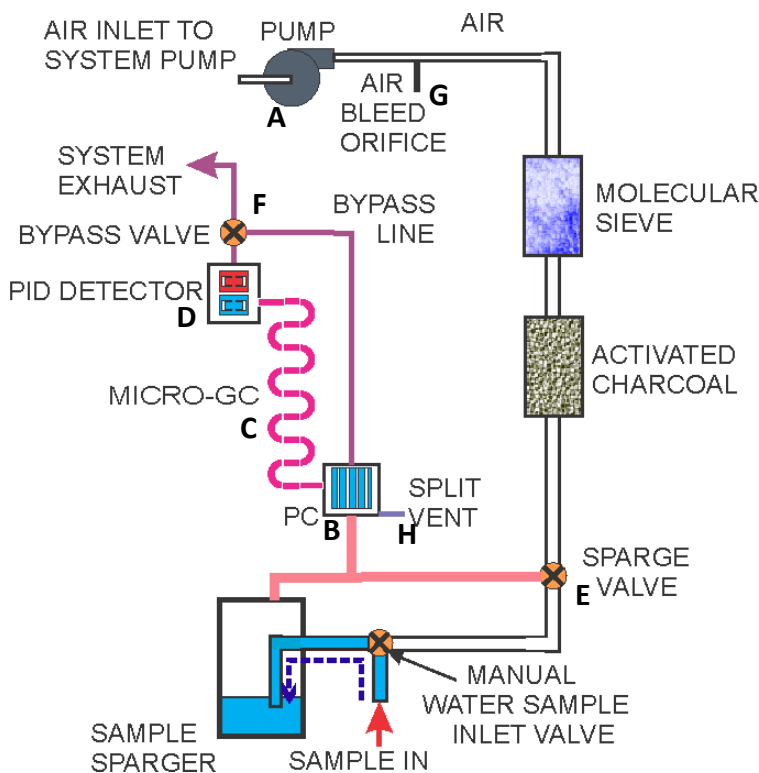 AIR INLET TO
SYSTEM PUMP
PUMP
AIR
A
AIR
BLEED
ORIFICE
G
SYSTEM
EXHAUST
F
BYPASS VALVE
BYPASS
LINE
MOLECULAR
SIEVE
PID DETECTOR
D
ACTIVATED
CHARCOAL
MICRO-GC
C
PC
B
SPLIT
VENT
H
SPARGE
VALVE
E
MANUAL
WATER SAMPLE
INLET VALVE
SAMPLE
SPARGER
SAMPLE IN